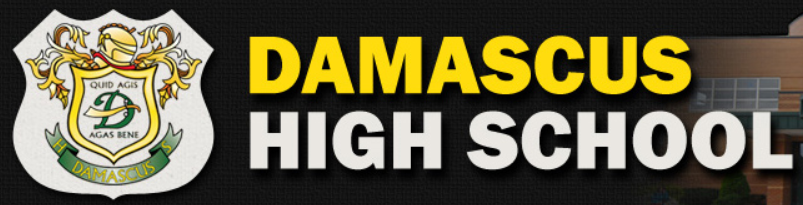 QUID AGIS
D
AGAS BENE
H DAMASCUS S
DAMASCUS
HIGH SCHOOL